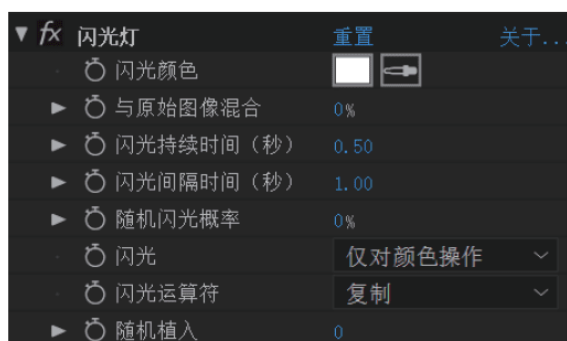 fx 闪光灯 重置 关于...
闪光颜色
与原始图像混合 0%
闪光持续时间（秒） 0.50
闪光间隔时间（秒） 1.00
随机闪光概率 0%
闪光 仅对颜色操作
闪光运算符 复制
随机植入 0